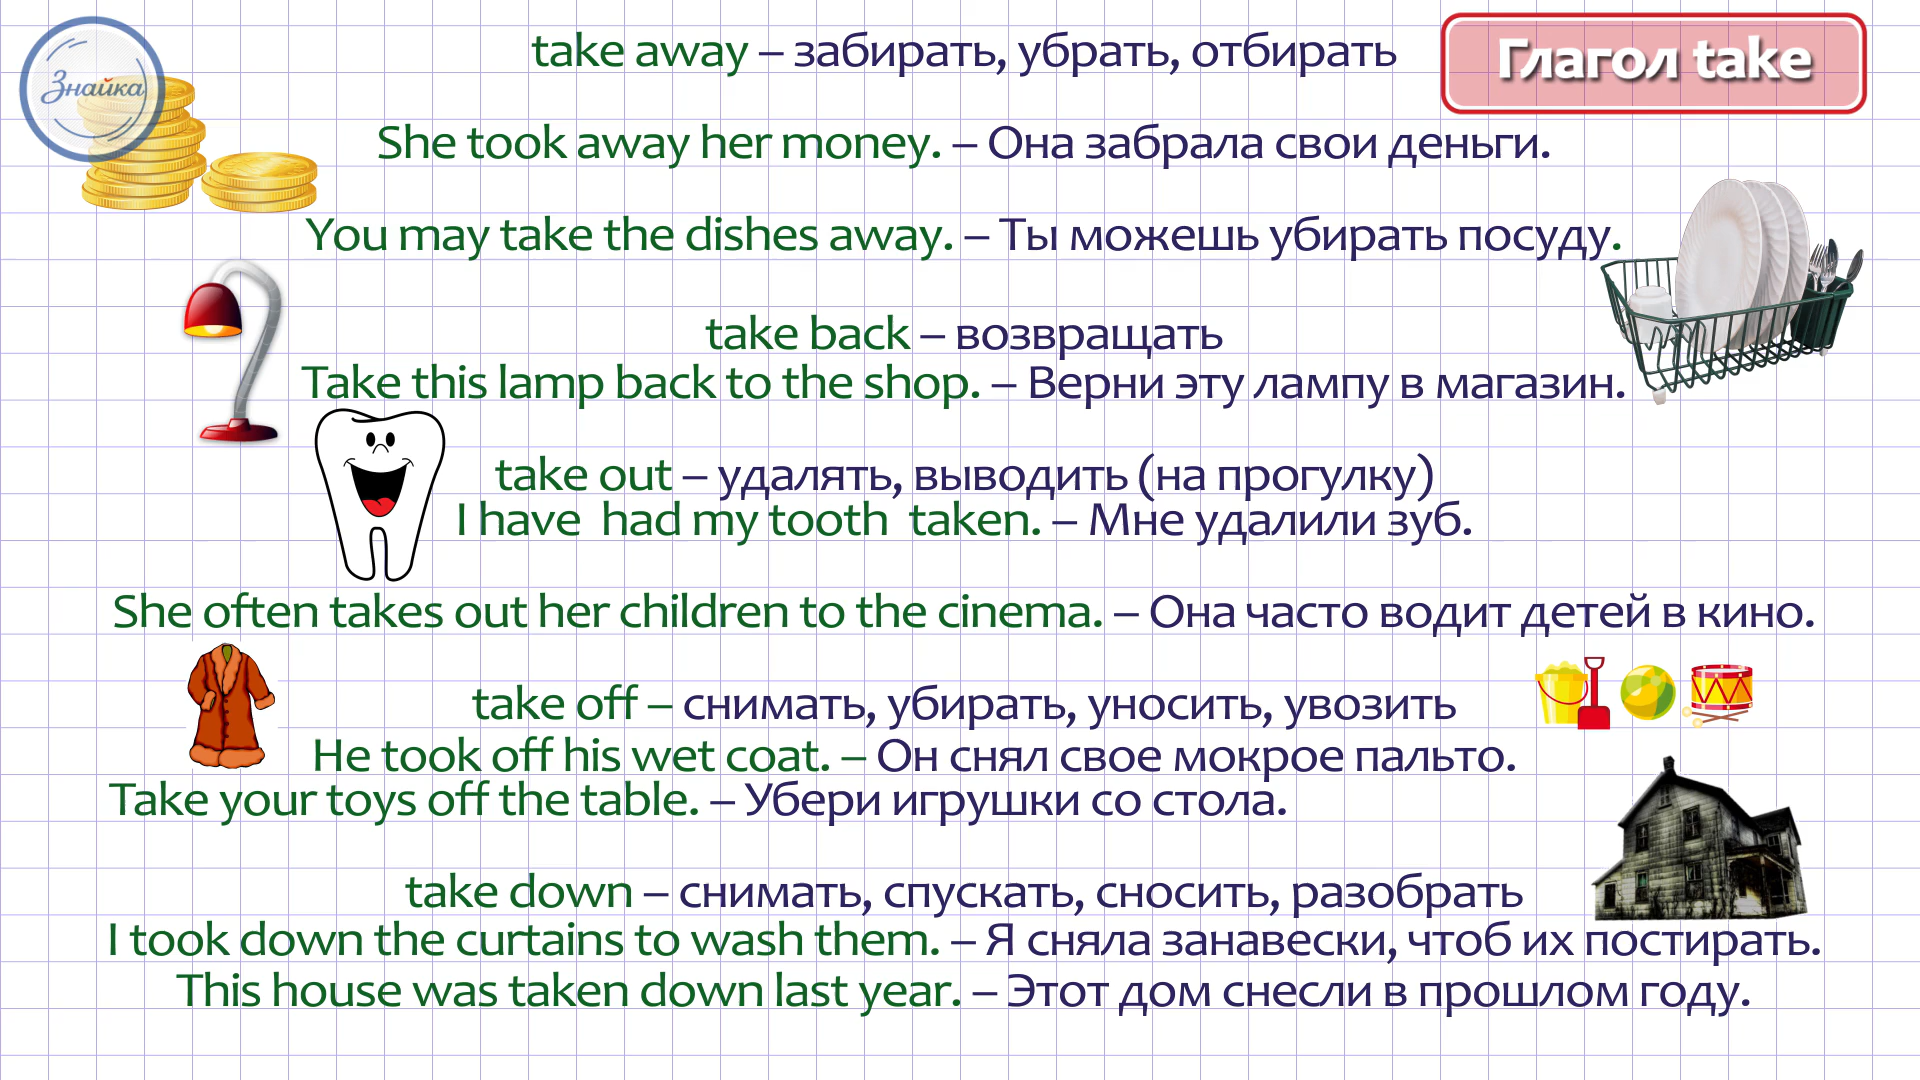 Знайка
take away – забирать, убрать, отбирать
Глагол take
She took away her money. – Она забрала свои деньги.
You may take the dishes away. – Ты можешь убирать посуду.
take back – возвращать
Take this lamp back to the shop. – Верни эту лампу в магазин.
take out – удалять, выводить (на прогулку)
I have had my tooth taken. – Мне удалили зуб.
She often takes out her children to the cinema. – Она часто водит детей в кино.
take off – снимать, убирать, уносить, увозить
He took off his wet coat. – Он снял свое мокрое пальто.
Take your toys off the table. – Убери игрушки со стола.
take down – снимать, спускать, сносить, разобрать
I took down the curtains to wash them. – Я сняла занавески, чтоб их постирать.
This house was taken down last year. – Этот дом снесли в прошлом году.